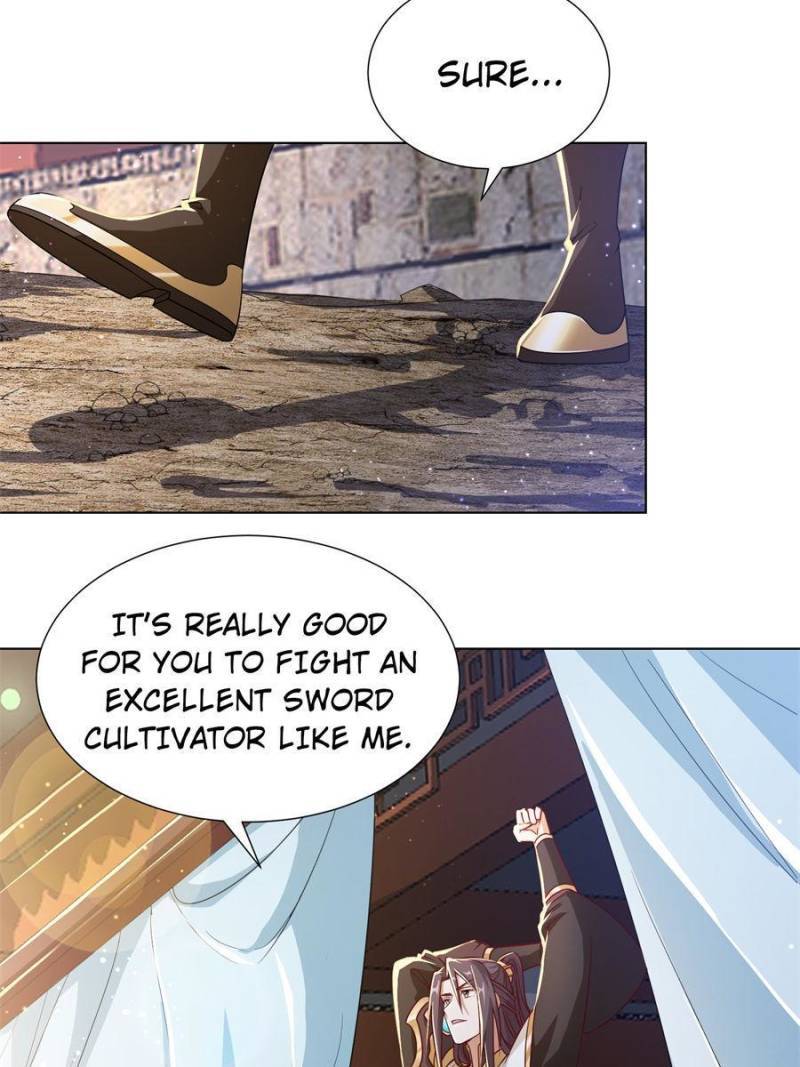 SURE...
IT'S REALLY GOOD
FOR YOU TO FIGHT AN
EXCELLENT SWORD
CULTIVATOR LIKE ME.